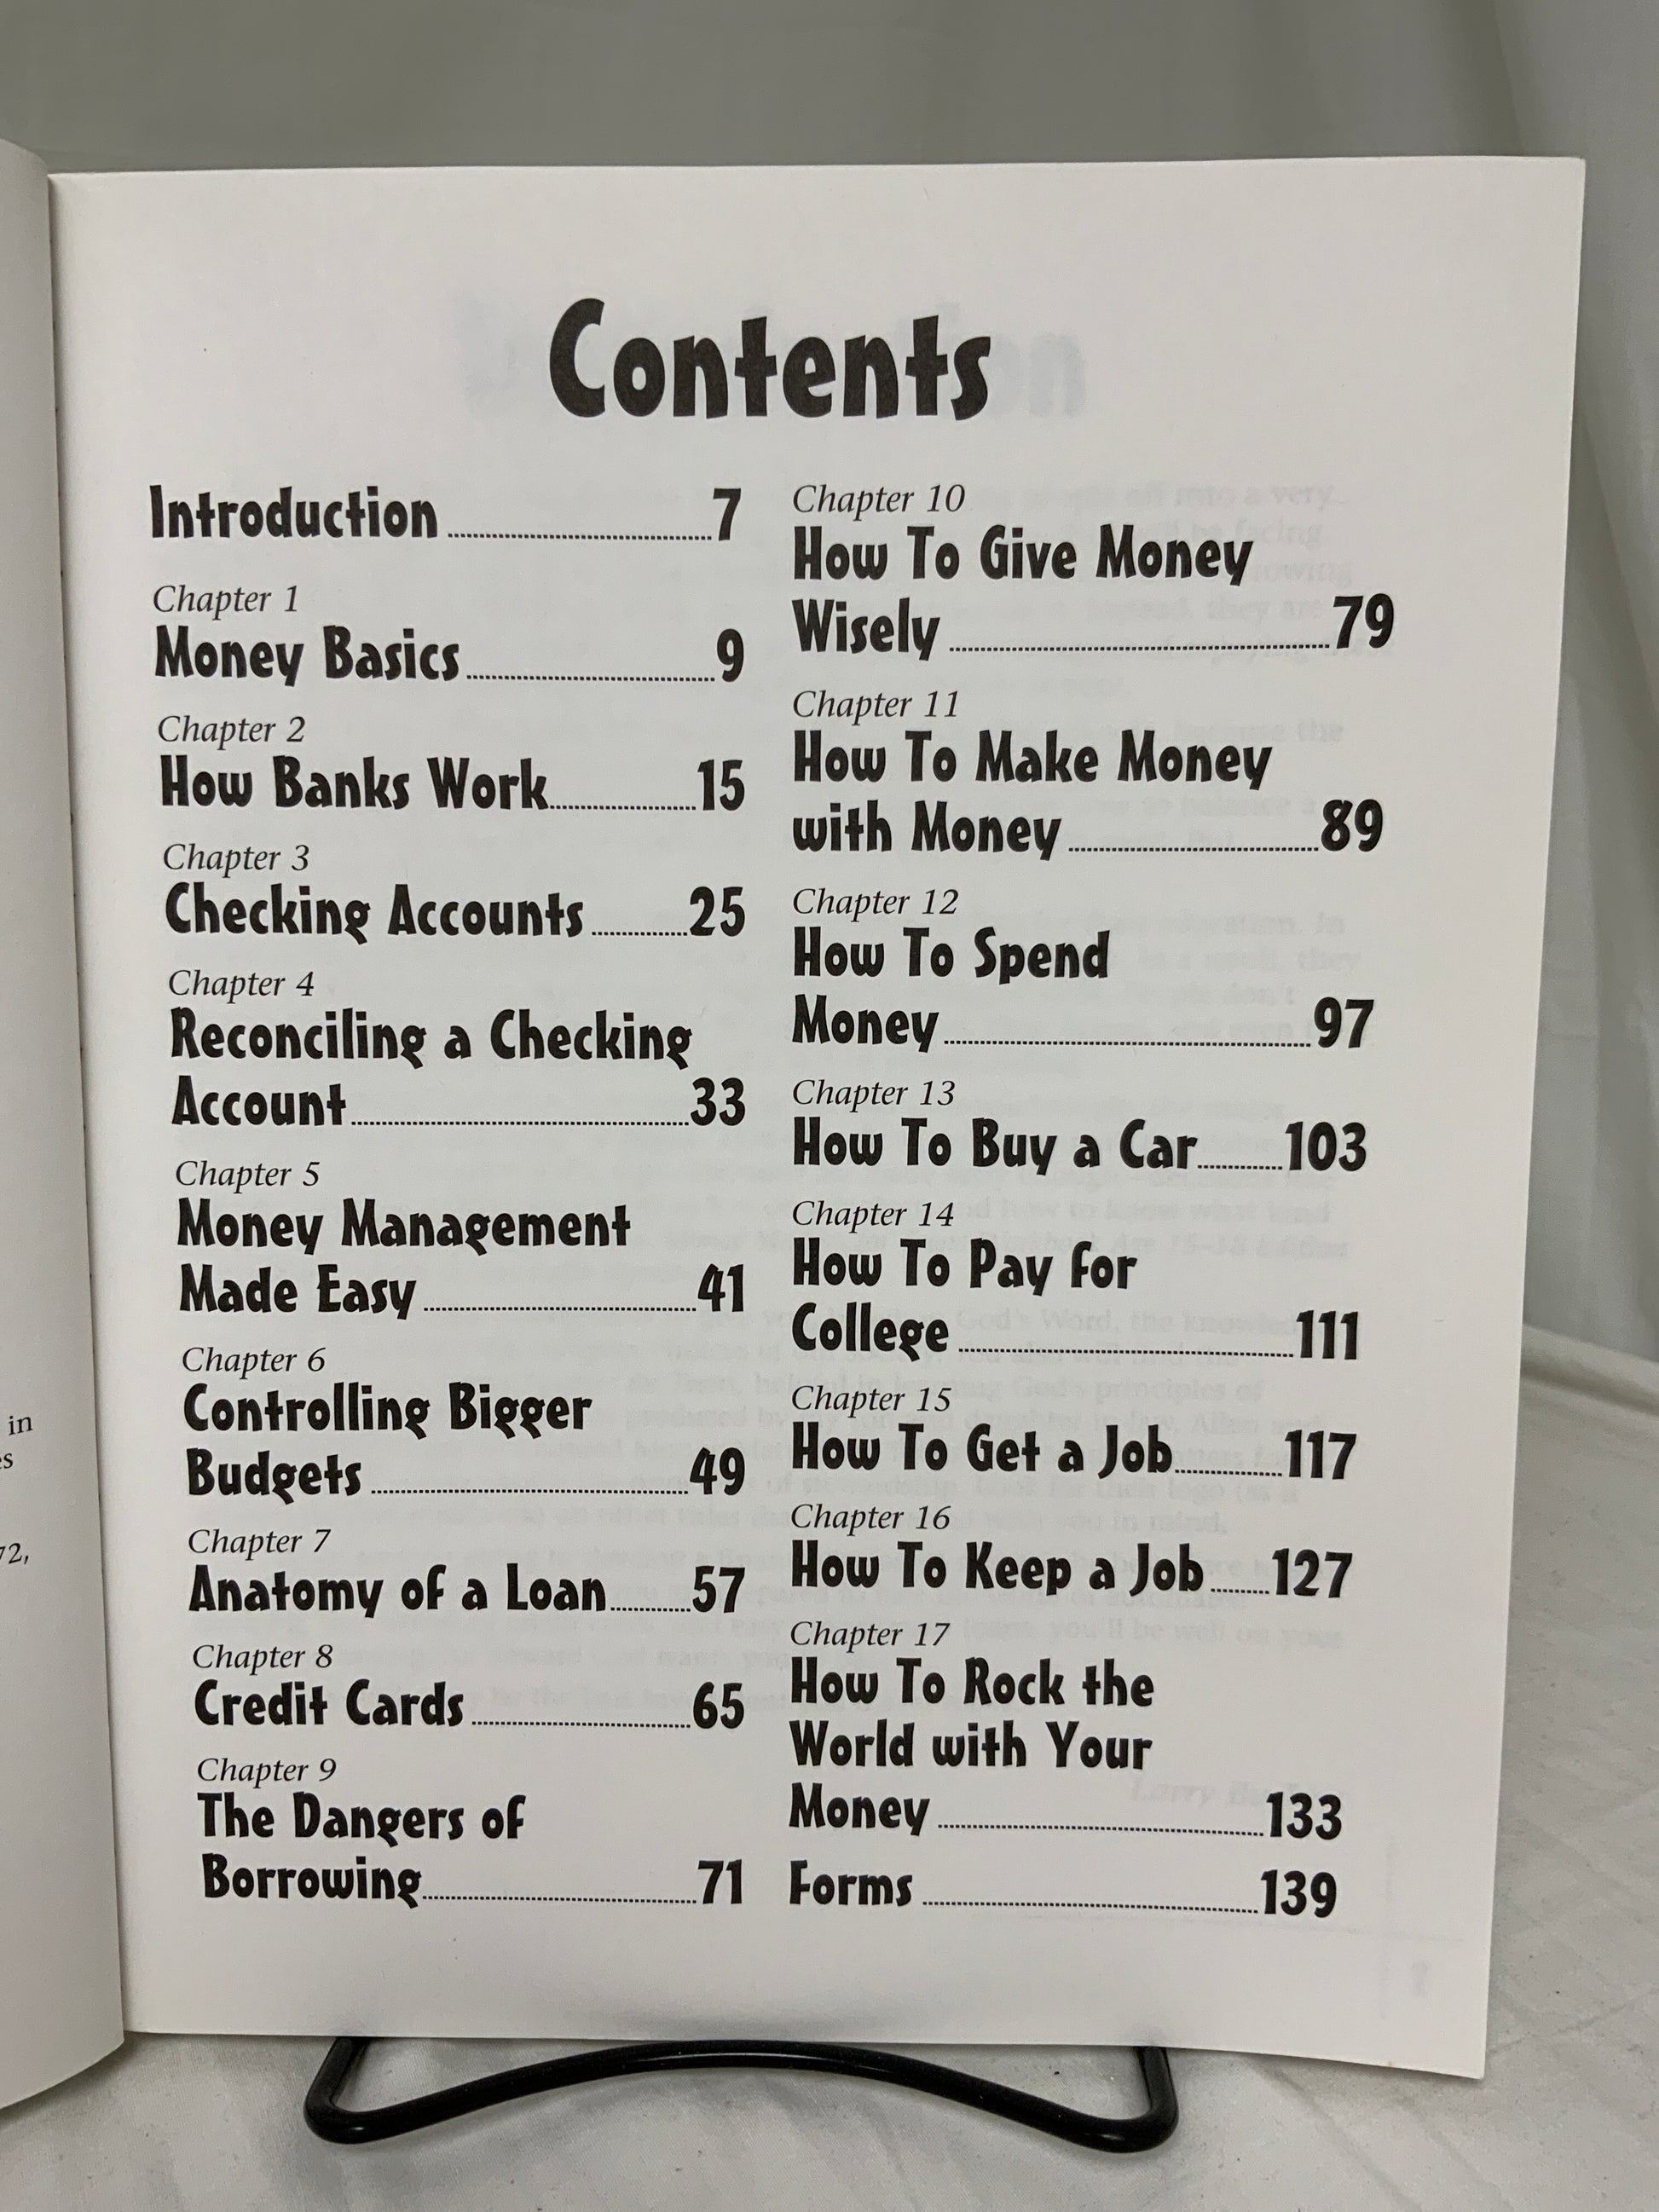 Contents
Introduction 7
Chapter 1
Money Basics 9
Chapter 2
How Banks Work 15
Chapter 3
Checking Accounts 25
Chapter 4
Reconciling a Checking
Account 33
Chapter 5
Money Management
Made Easy 41
Chapter 6
Controlling Bigger
Budgets 49
Chapter 7
Anatomy of a Loan 57
Chapter 8
Credit Cards 65
Chapter 9
The Dangers of
Borrowing 71
Chapter 10
How To Give Money
Wisely 79
Chapter 11
How To Make Money
with Money 89
Chapter 12
How To Spend
Money 97
Chapter 13
How To Buy a Car 103
Chapter 14
How To Pay for
College 111
Chapter 15
How To Get a Job 117
Chapter 16
How To Keep a Job 127
Chapter 17
How To Rock the
World with Your
Money 133
Forms 139
in